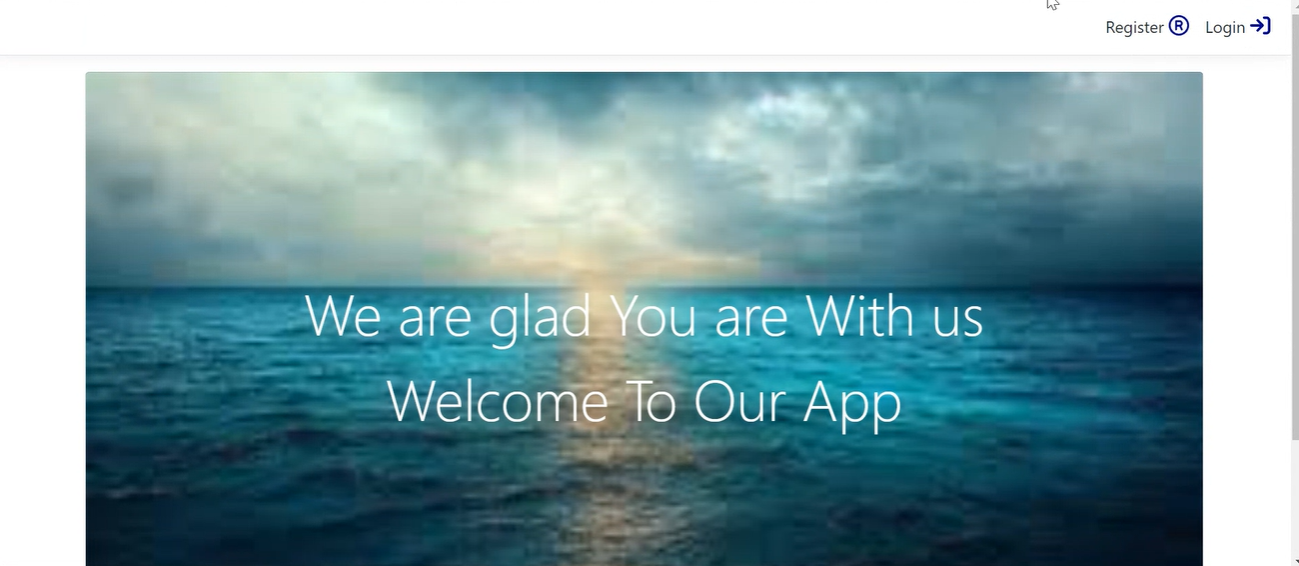 Register ® Login
We are glad You are With us
Welcome To Our App